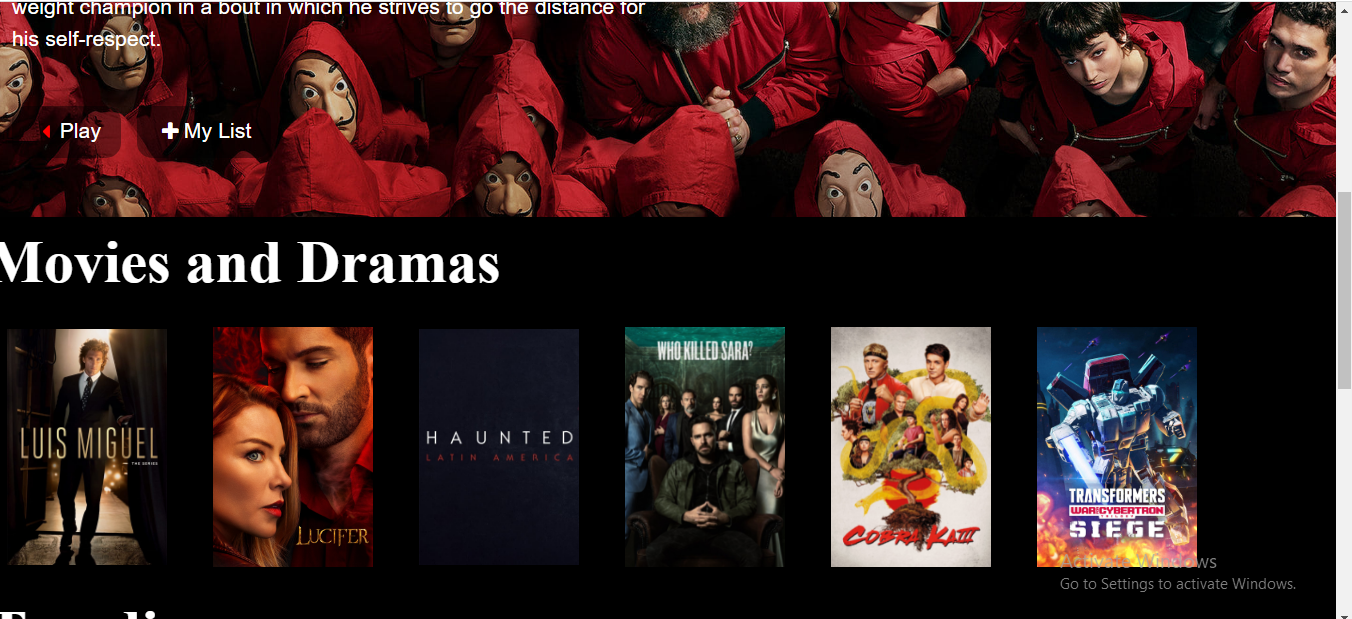 weight champion in a bout in which he strives to go the distance for
his self-respect.
Play
My List
Movies and Dramas
LUIS MIGUEL
THE SERIES
LUCIFER
HAUNTED
LATIN AMERICA
WHO KILLED SARA?
COBRA KAI III
TRANSFORMERS
WAR FOR CYBERTRON
TRILOGY
SIEGE
Activate Windows
Go to Settings to activate Windows.